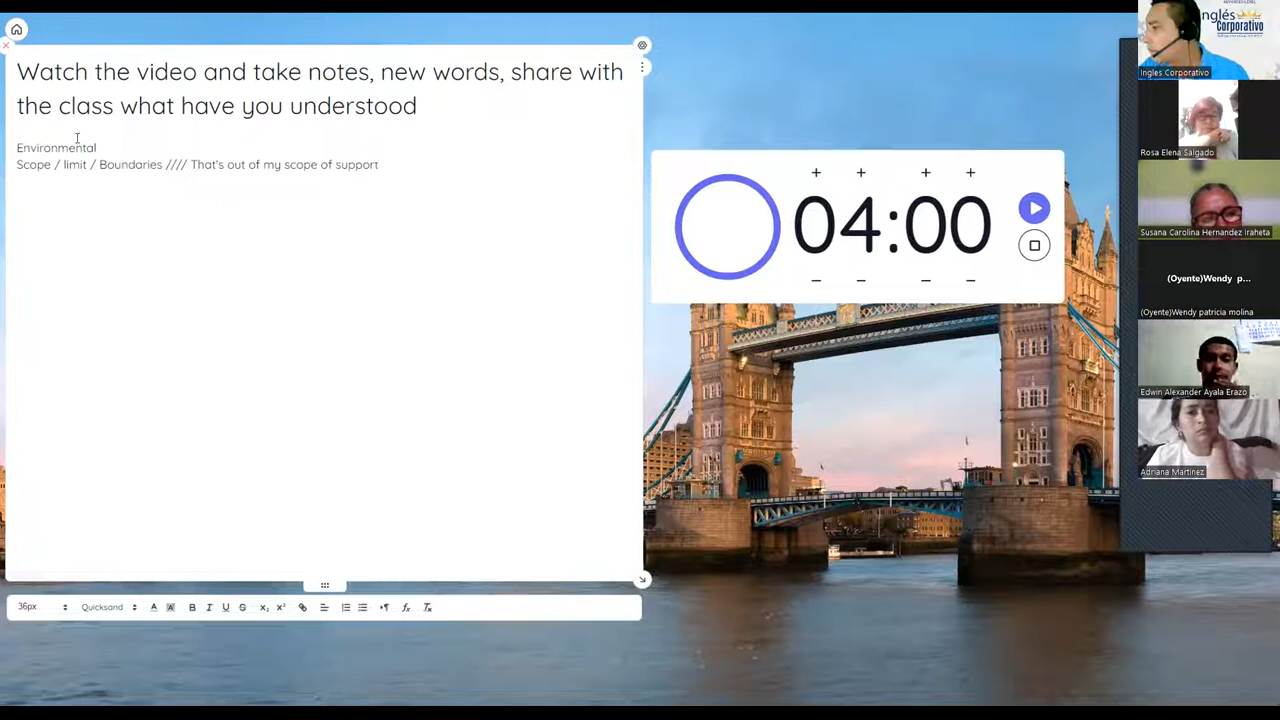 Watch the video and take notes, new words, share with
the class what have you understood
Environmental
Scope / limit / Boundaries //// That's out of my scope of support
04:00
36px
Quicksand
Inglés
Corporativo
Ingles Corporativo
Rosa Elena Salgado
Susana Carolina Hernandez Iraheta
(Oyente)Wendy p...
(Oyente)Wendy patricia molina
Edwin Alexander Ayala Erazo
Adriana Martinez